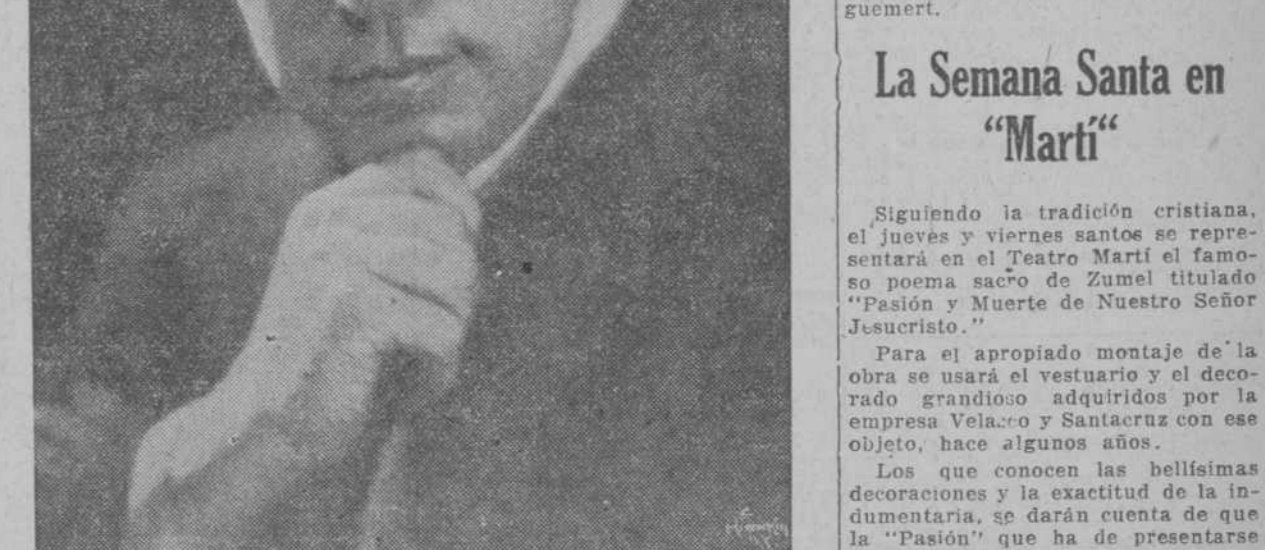 guemert.
La Semana Santa en
“Martí“
Siguiendo la tradición cristiana,
el jueves y viernes santos se repre-
sentará en el Teatro Martí el famo-
so poema sacro de Zumel titulado
"Pasión y Muerte de Nuestro Señor
Jesucristo."
Para el apropiado montaje de la
obra se usará el vestuario y el deco-
rado grandioso adquiridos por la
empresa Velasco y Santacruz con ese
objeto, hace algunos años.
Los que conocen las bellísimas
decoraciones y la exactitud de la in-
dumentaria, se darán cuenta de que
la "Pasión" que ha de presentarse